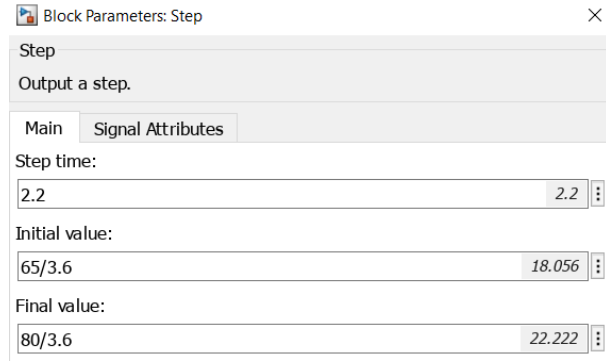 Block Parameters: Step
Step
Output a step.
Main Signal Attributes
Step time:
2.2 2.2
Initial value:
65/3.6 18.056
Final value:
80/3.6 22.222